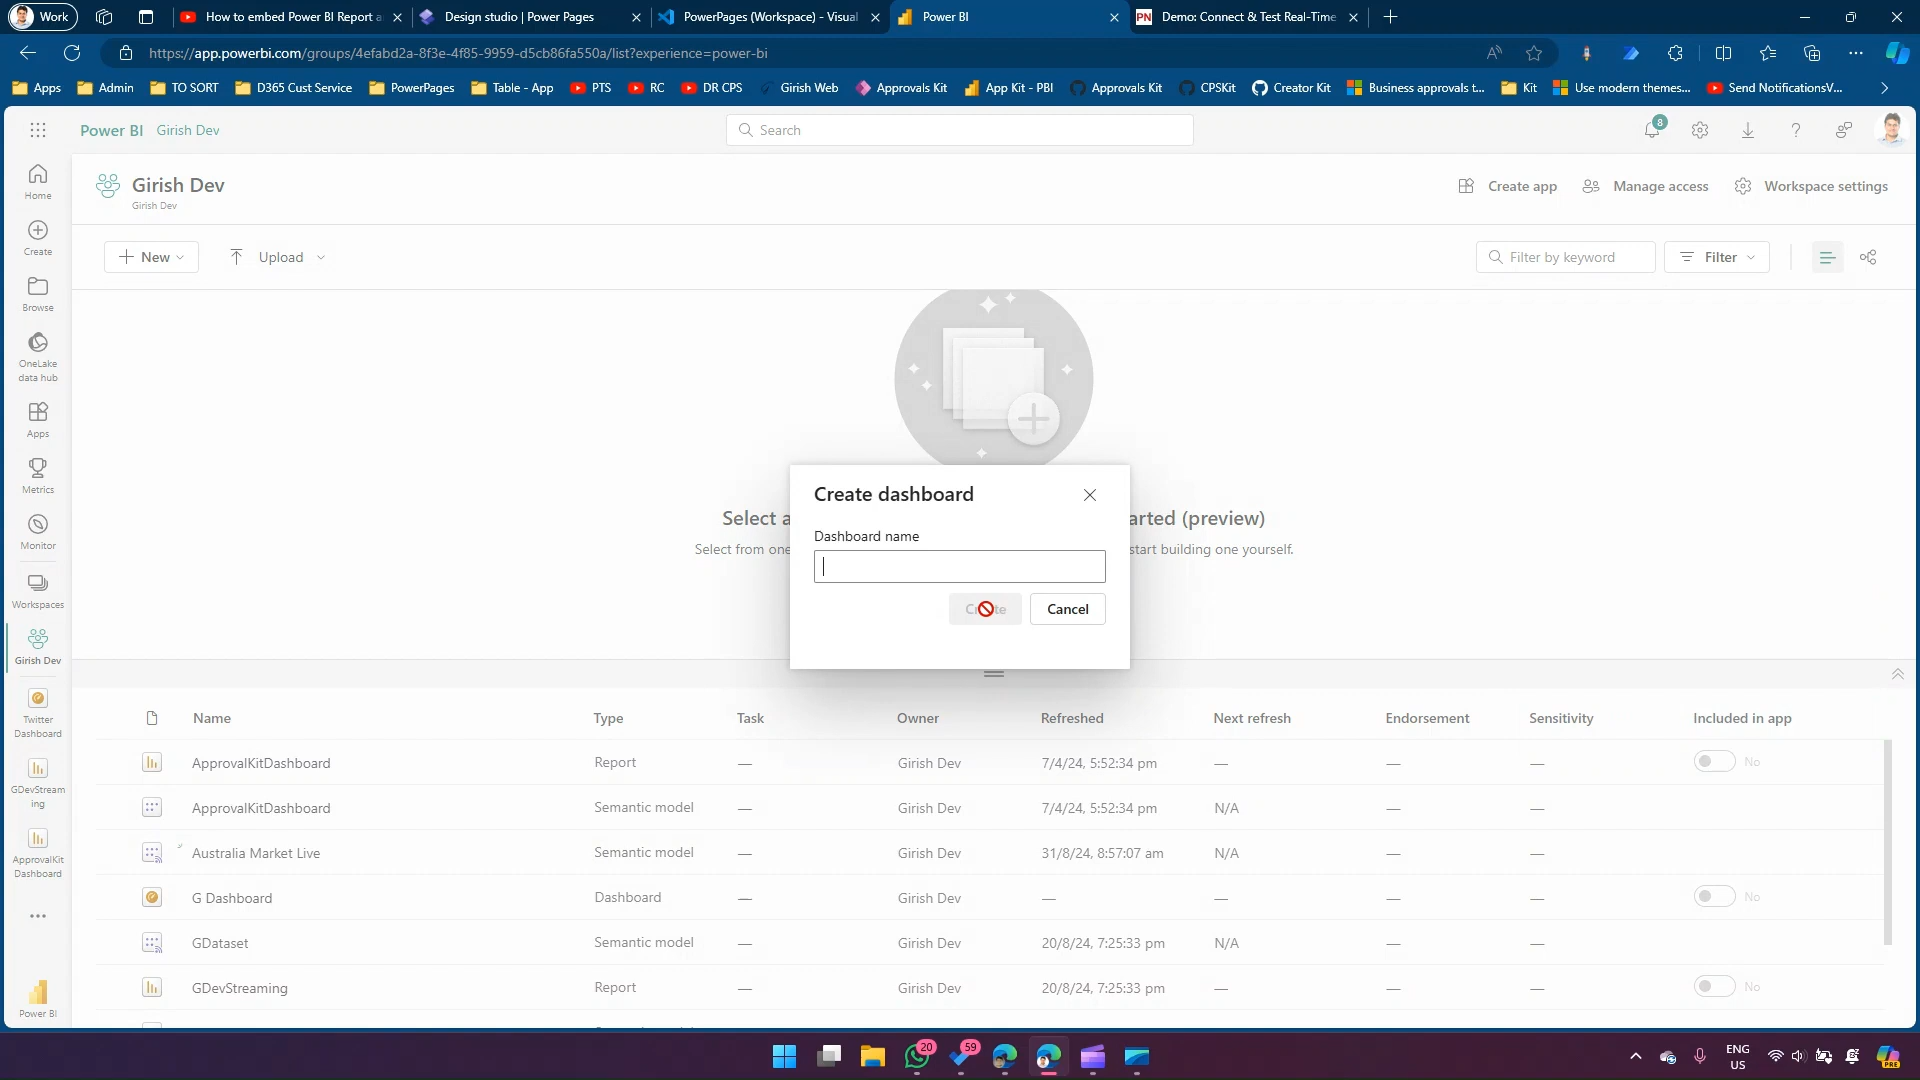 Work
How to embed Power BI Report a
Design studio | Power Pages
PowerPages (Workspace) - Visual
Power BI
PN
Demo: Connect & Test Real-Time
https://app.powerbi.com/groups/4efabd2a-8f3e-4f85-9959-d5cb86fa550a/list?experience=power-bi
Apps
Admin
TO SORT
D365 Cust Service
PowerPages
Table - App
PTS
RC
DR CPS
Girish Web
Approvals Kit
App Kit - PBI
Approvals Kit
CPSKit
Creator Kit
Business approvals t...
Kit
Use modern themes...
Send NotificationsV...
Power BI
Girish Dev
Search
8
Home
Create
Browse
OneLake
data hub
Apps
Metrics
Monitor
Workspaces
Girish Dev
Twitter
Dashboard
GDevStream
ing
ApprovalKit
Dashboard
Power BI
Girish Dev
Girish Dev
Create app
Manage access
Workspace settings
New
Upload
Filter by keyword
Filter
Select a
arted (preview)
Select from one
start building one yourself.
Create dashboard
Dashboard name
Create
Cancel
Name Type Task Owner Refreshed Next refresh Endorsement Sensitivity Included in app
ApprovalKitDashboard Report — Girish Dev 7/4/24, 5:52:34 pm — — — No
ApprovalKitDashboard Semantic model — Girish Dev 7/4/24, 5:52:34 pm N/A — —
Australia Market Live Semantic model — Girish Dev 31/8/24, 8:57:07 am N/A — —
G Dashboard Dashboard — Girish Dev — — — — No
GDataset Semantic model — Girish Dev 20/8/24, 7:25:33 pm N/A — —
GDevStreaming Report — Girish Dev 20/8/24, 7:25:33 pm — — — No
20
59
ENG
US
PRE